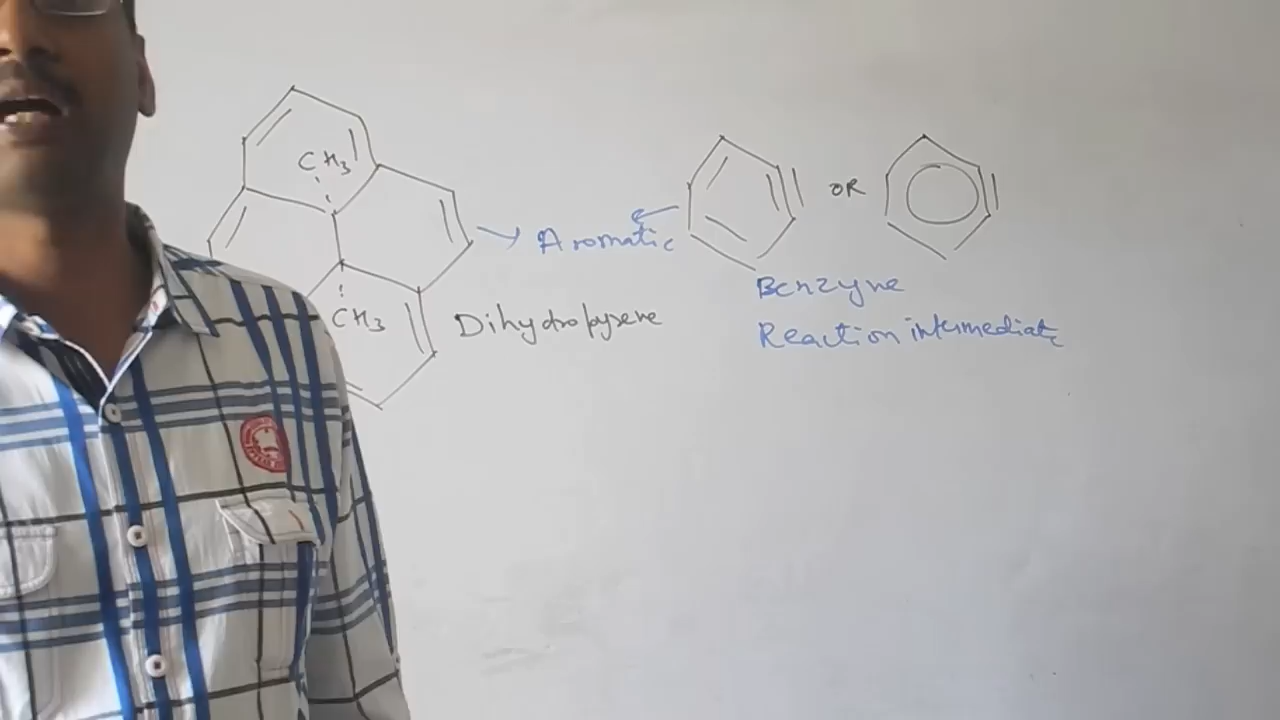 CH3
CH3
Dihydropyrene
Aromatic
OR
Benzyne
Reaction intermediate